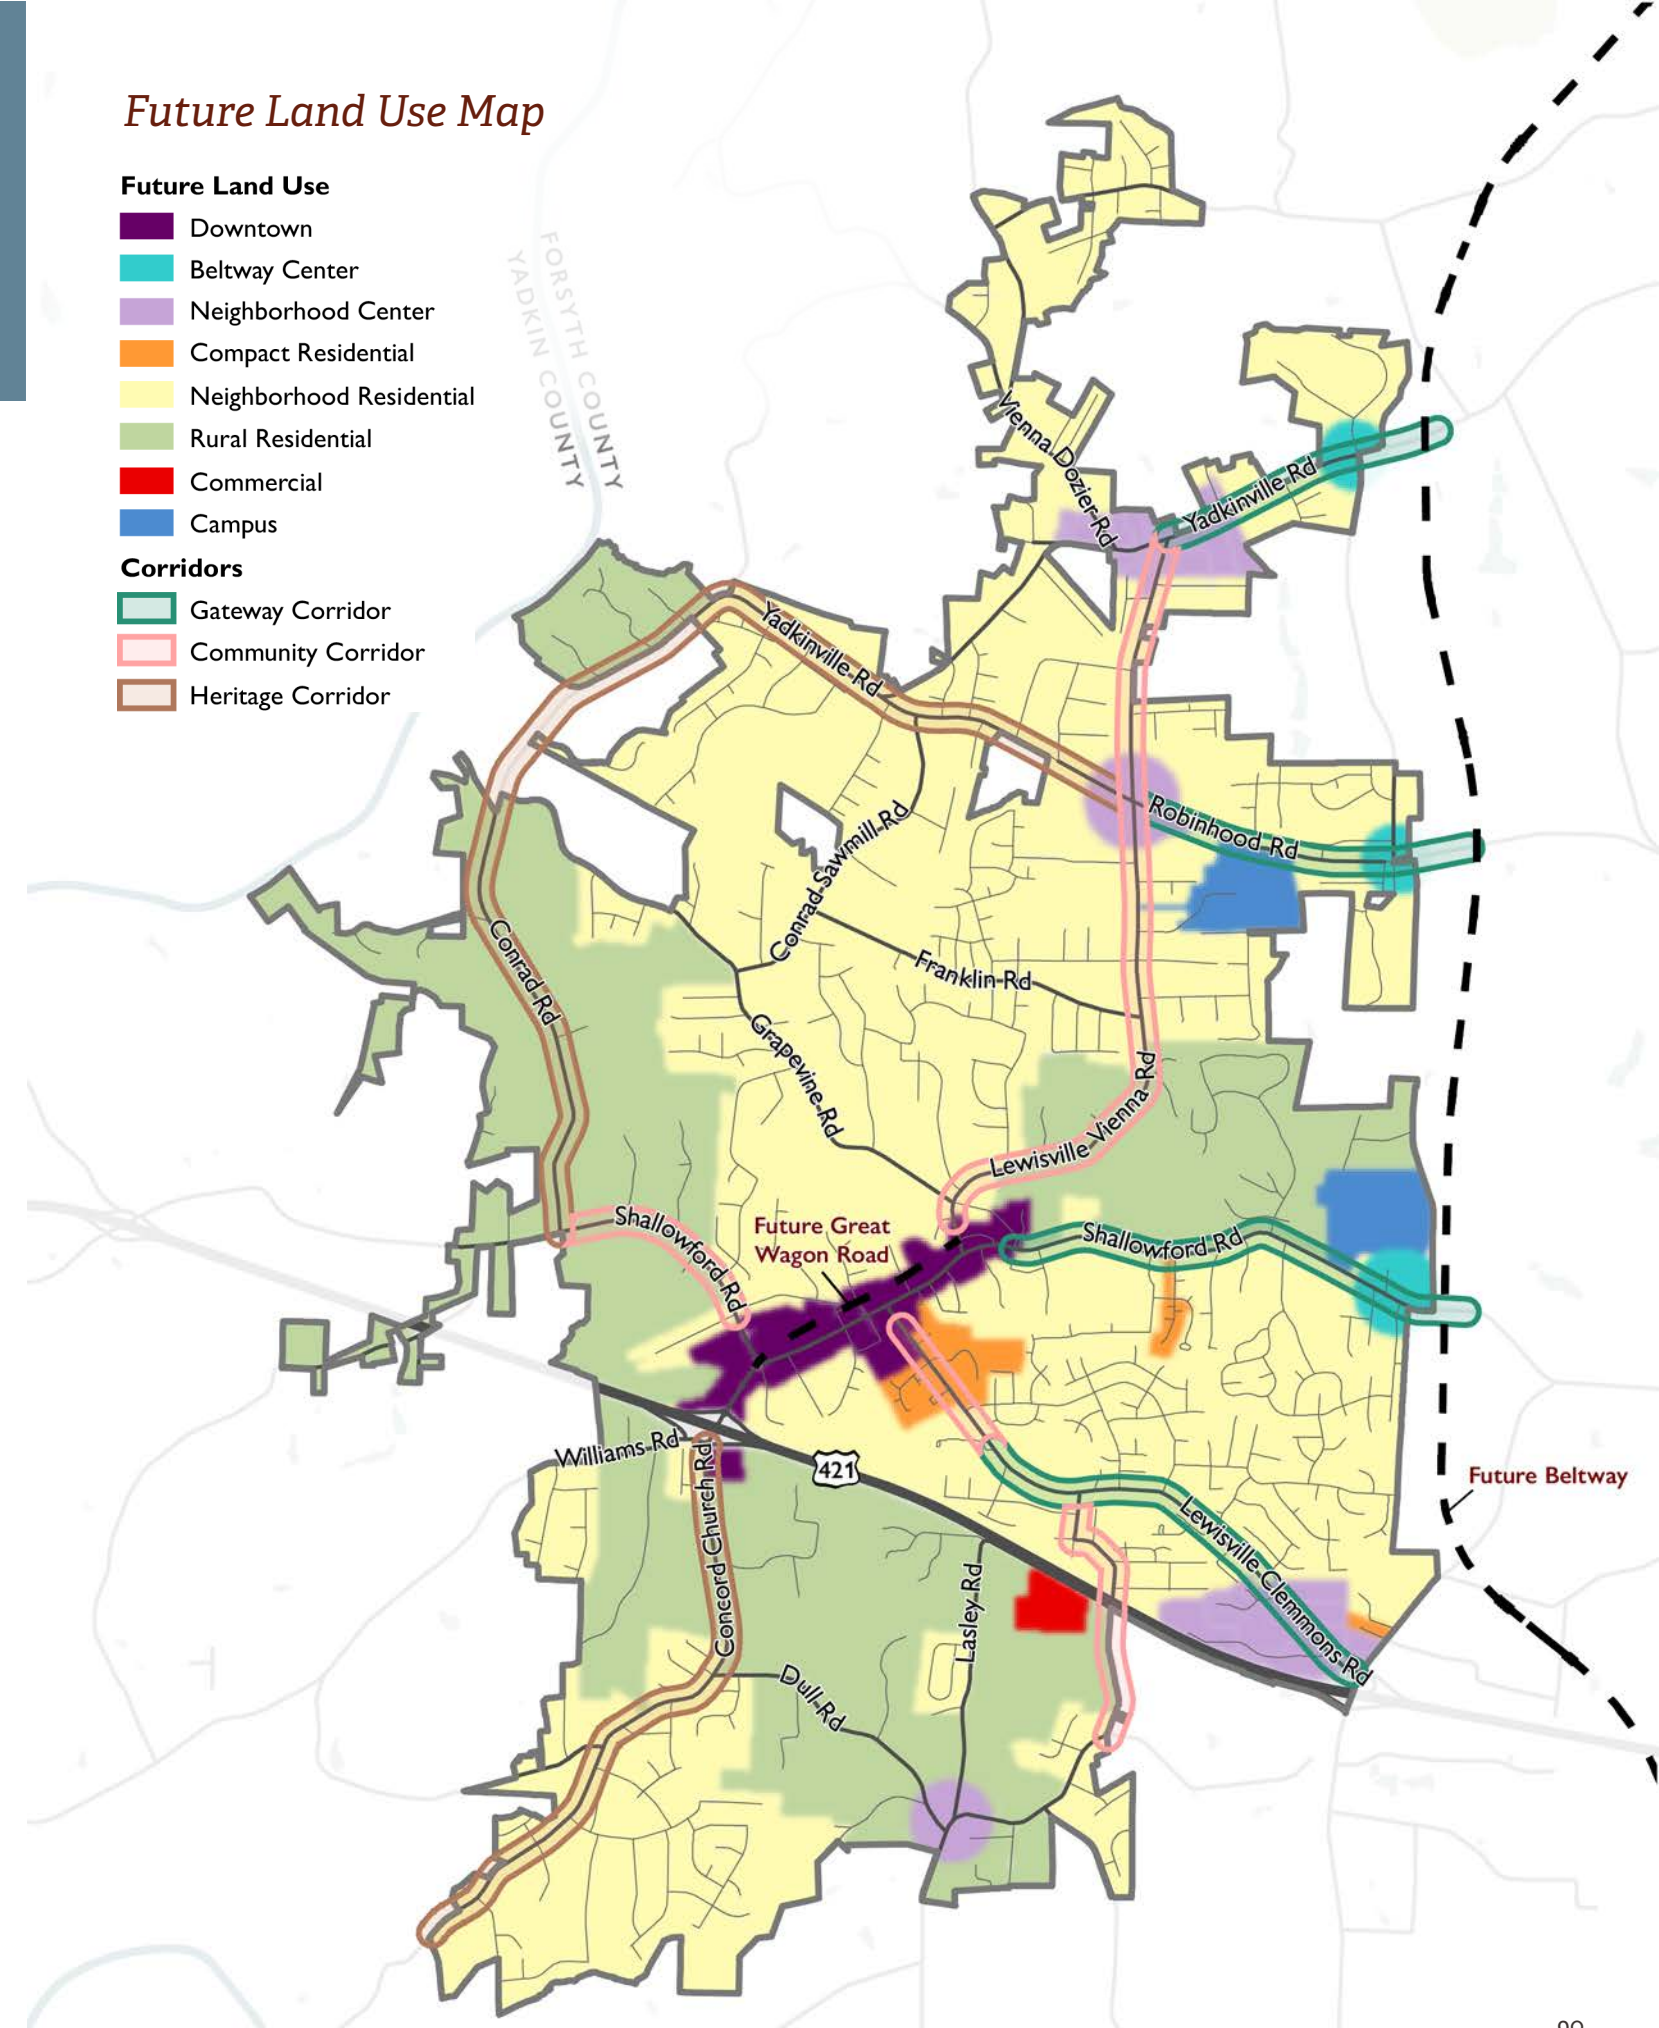 Future Land Use Map
Future Land Use
Downtown
Beltway Center
Neighborhood Center
Compact Residential
Neighborhood Residential
Rural Residential
Commercial
Campus
Corridors
Gateway Corridor
Community Corridor
Heritage Corridor
FORSYTH COUNTY
YADKIN COUNTY
Vienna Dozier Rd
Yadkinville Rd
Yadkinville Rd
Robinhood Rd
Conrad Sawmill Rd
Franklin Rd
Conrad Rd
Grapevine Rd
Lewisville Vienna Rd
Shallowford Rd
Future Great
Wagon Road
Shallowford Rd
Williams Rd
421
Future Beltway
Concord Church Rd
Lewisville Clemmons Rd
Lasley Rd
Dull Rd